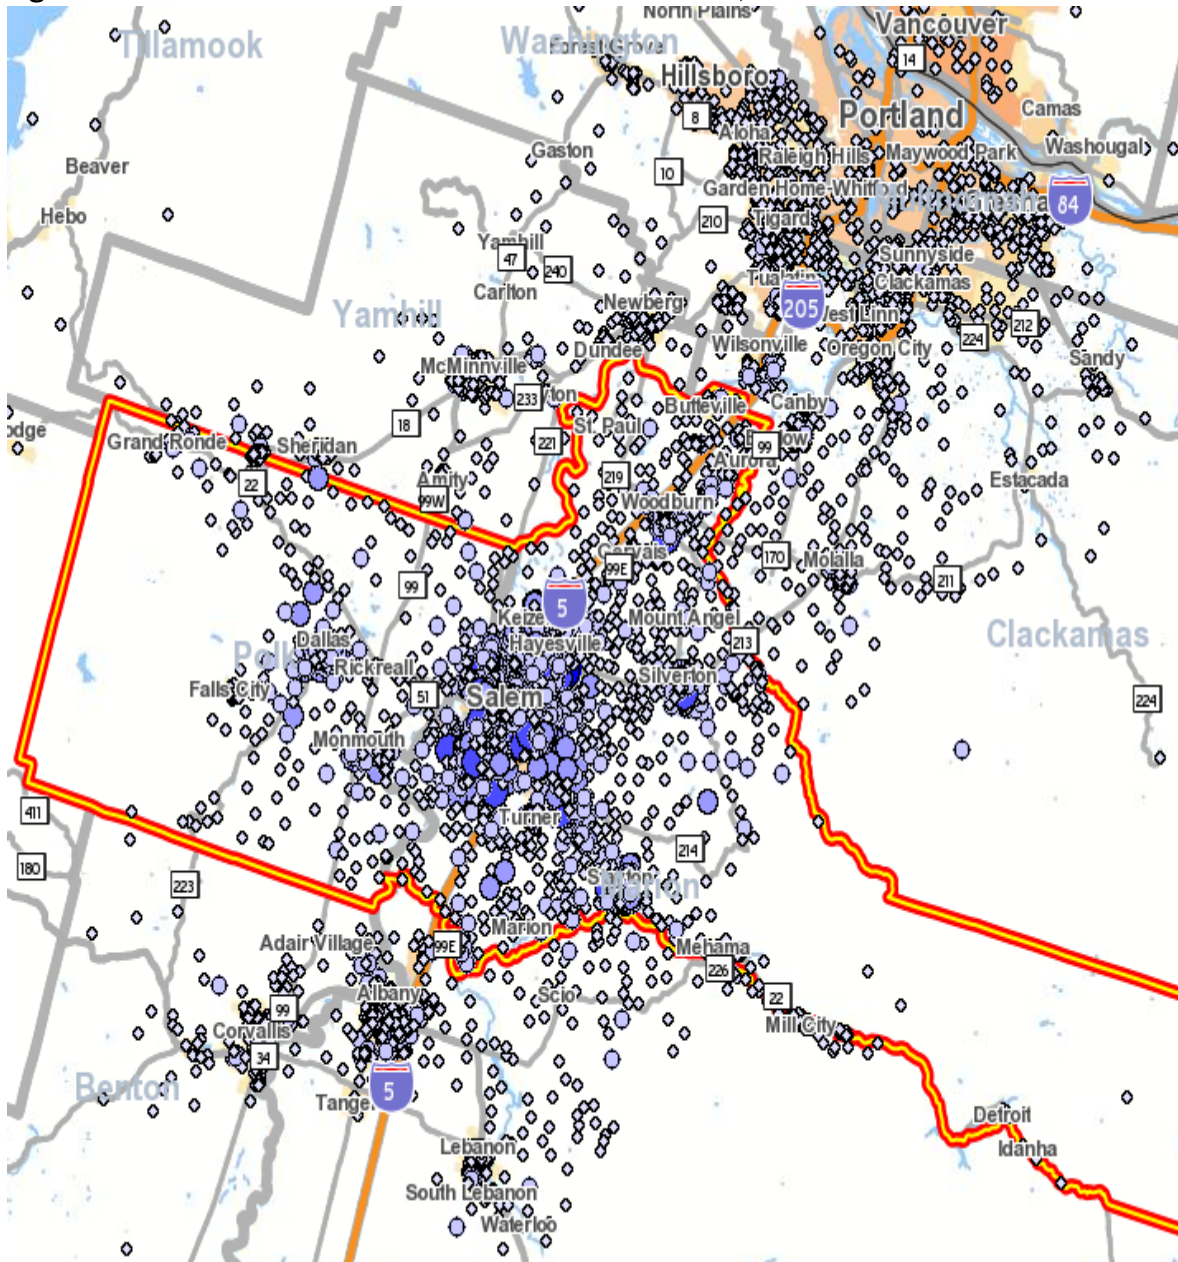 North Plains
Vancouver
Tillamook
Washington
Forest Grove
14
Hillsboro
Camas
Portland
8
Aloha
Washougal
Gaston
Raleigh Hills
Maywood Park
Beaver
10
Garden Home-Whitford
84
Hebo
210
Tigard
Yamhill
47
240
Sunnyside
Tualatin
Clackamas
Carlton
Newberg
205
West Linn
Yamhill
212
224
Wilsonville
Oregon City
Dundee
Sandy
McMinnville
233
Butteville
Canby
18
221
St. Paul
Grand Ronde
Sheridan
99
Aurora
22
Amity
219
Estacada
99W
Woodburn
Gervais
170
Molalla
99E
211
99
5
Keize
Mount Angel
Clackamas
Dallas
Hayesville
213
Polk
Rickreall
Silverton
Falls City
51
Salem
224
Monmouth
411
Turner
214
180
223
Stayton
Marion
Marion
Adair Village
99E
Mehama
226
Albany
Scio
22
99
Mill City
Corvallis
34
Benton
5
Tangent
Detroit
Idanha
Lebanon
South Lebanon
Waterloo